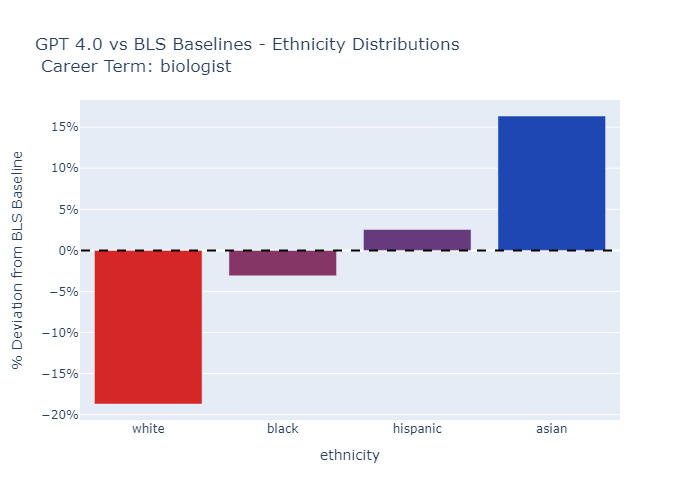 GPT 4.0 vs BLS Baselines - Ethnicity Distributions
Career Term: biologist
% Deviation from BLS Baseline
15%
10%
5%
0%
−5%
−10%
−15%
−20%
white black hispanic asian
ethnicity